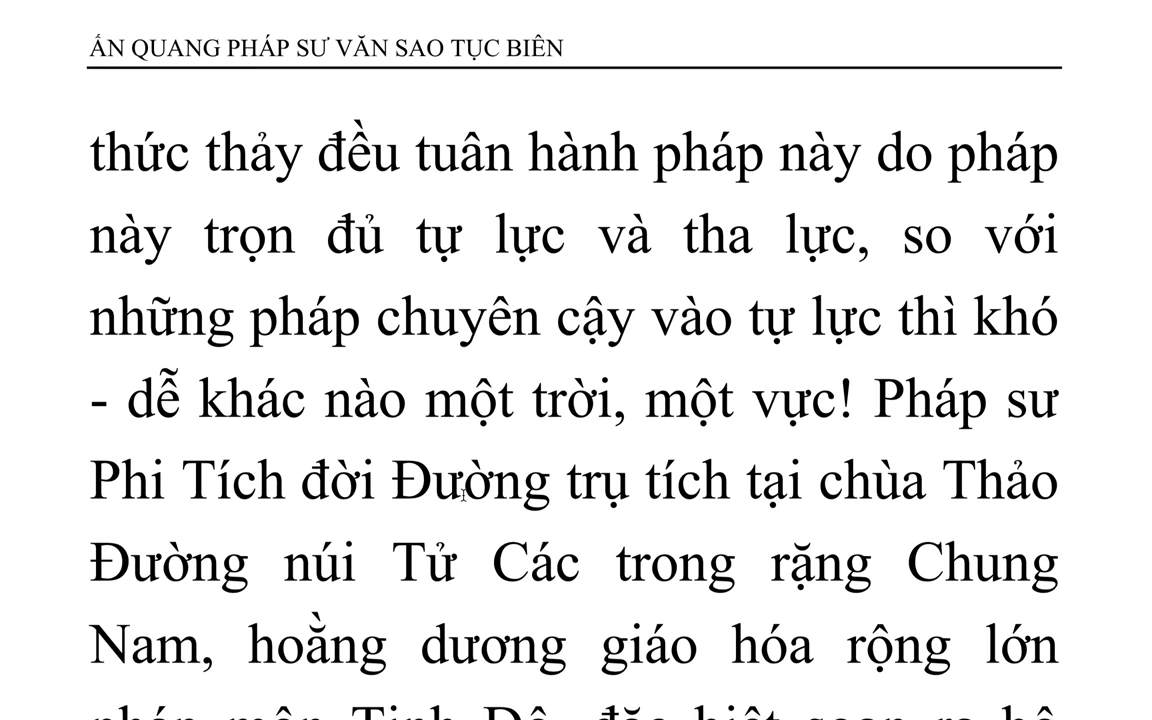 ẤN QUANG PHÁP SƯ VĂN SAO TỤC BIÊN
thức thảy đều tuân hành pháp này do pháp
này trọn đủ tự lực và tha lực, so với
những pháp chuyên cậy vào tự lực thì khó
- dễ khác nào một trời, một vực! Pháp sư
Phi Tích đời Đường trụ tích tại chùa Thảo
Đường núi Tử Các trong rặng Chung
Nam, hoằng dương giáo hóa rộng lớn